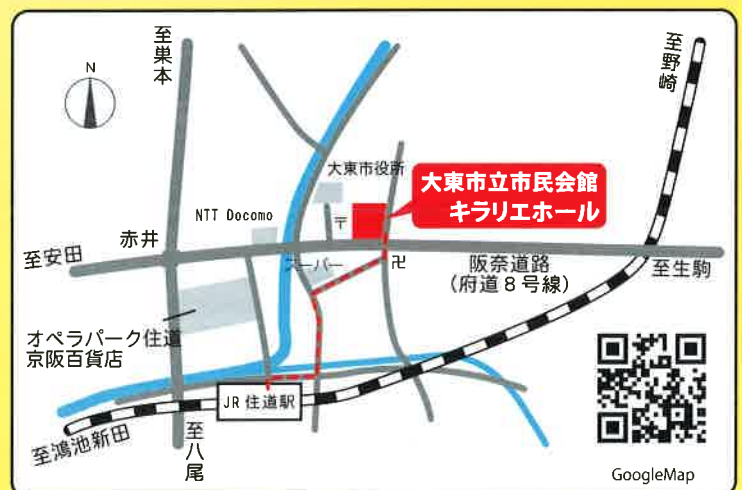 N
至巣本
至野崎
大東市役所
大東市立市民会館
キラリエホール
NTT Docomo
〒
赤井
至安田
スーパー
卍
阪奈道路
(府道8号線)
至生駒
オペラパーク住道
京阪百貨店
JR 住道駅
至鴻池新田
至八尾
GoogleMap